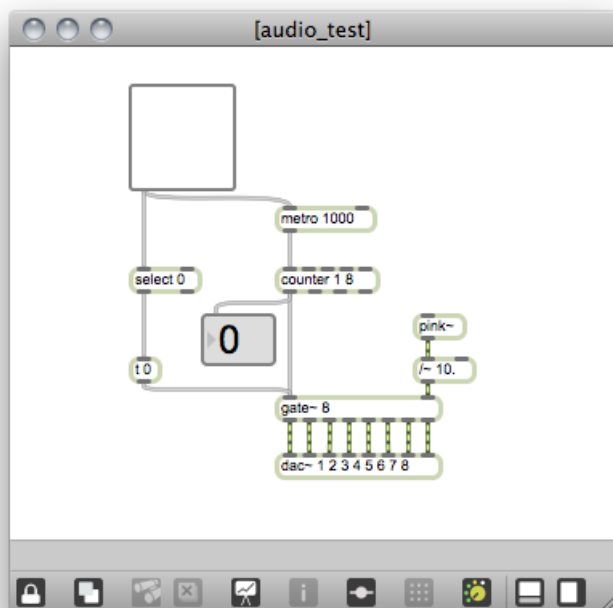 [audio_test]
metro 1000
select 0
counter 1 8
0
pink~
t 0
/~ 10.
gate~ 8
dac~ 1 2 3 4 5 6 7 8